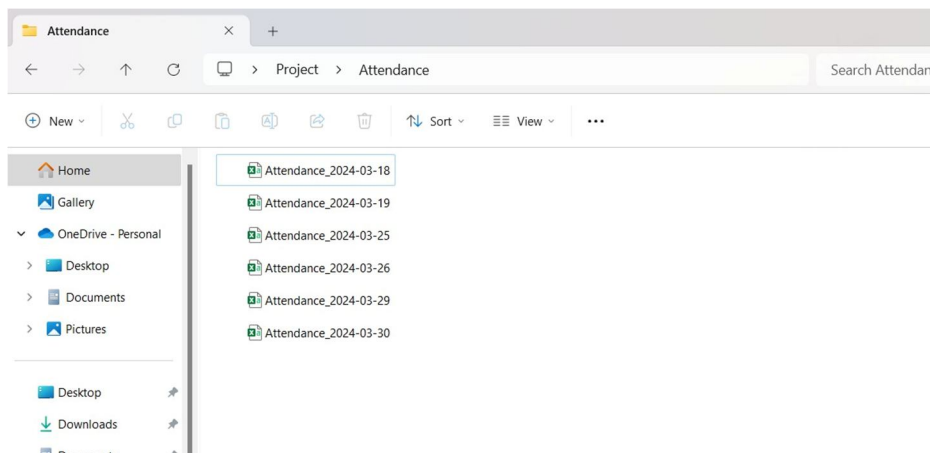 Attendance
Project > Attendance
Search Attendan
New
Sort
View
Home
Gallery
OneDrive - Personal
Desktop
Documents
Pictures
Desktop
Downloads
Attendance_2024-03-18
Attendance_2024-03-19
Attendance_2024-03-25
Attendance_2024-03-26
Attendance_2024-03-29
Attendance_2024-03-30